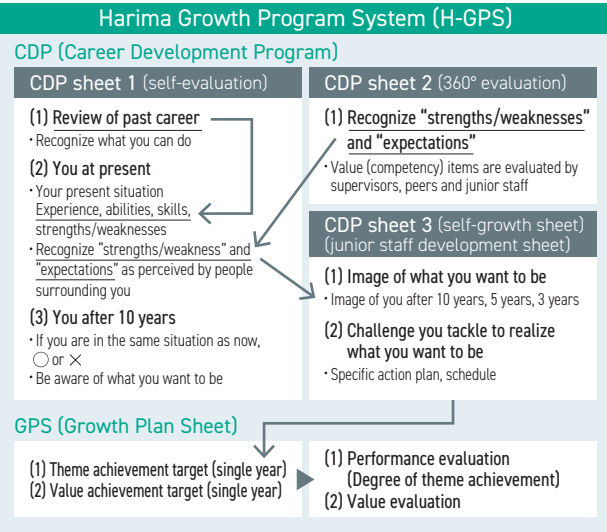 Harima Growth Program System (H-GPS)
CDP (Career Development Program)
CDP sheet 1 (self-evaluation)
(1) Review of past career
・Recognize what you can do
(2) You at present
・Your present situation
Experience, abilities, skills,
strengths/weaknesses
・Recognize "strengths/weakness" and
"expectations" as perceived by people
surrounding you
(3) You after 10 years
・If you are in the same situation as now,
○ or ×
・Be aware of what you want to be
CDP sheet 2 (360° evaluation)
(1) Recognize "strengths/weaknesses"
and "expectations"
・Value (competency) items are evaluated by
supervisors, peers and junior staff
CDP sheet 3 (self-growth sheet)
(junior staff development sheet)
(1) Image of what you want to be
・Image of you after 10 years, 5 years, 3 years
(2) Challenge you tackle to realize
what you want to be
・Specific action plan, schedule
GPS (Growth Plan Sheet)
(1) Theme achievement target (single year)
(2) Value achievement target (single year)
(1) Performance evaluation
(Degree of theme achievement)
(2) Value evaluation